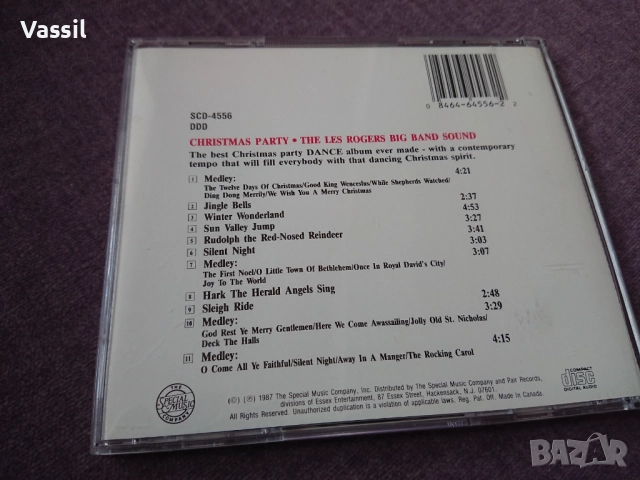 Vassil
SCD-4556
DDD
0 8464-64556-2 2
CHRISTMAS PARTY • THE LES ROGERS BIG BAND SOUND
The best Christmas party DANCE album ever made - with a contemporary
tempo that will fill everybody with that dancing Christmas spirit.
1 Medley: 4:21
The Twelve Days Of Christmas/Good King Wenceslus/While Shepherds Watched/
Ding Dong Merrily/We Wish You A Merry Christmas
2 Jingle Bells 2:37
3 Winter Wonderland 4:53
4 Sun Valley Jump 3:27
5 Rudolph the Red-Nosed Reindeer 3:41
6 Silent Night 3:03
7 Medley: 3:07
The First Noel/O Little Town Of Bethlehem/Once In Royal David's City/
Joy To The World
8 Hark The Herald Angels Sing
9 Sleigh Ride 2:48
10 Medley: 3:29
God Rest Ye Merry Gentlemen/Here We Come Awassailing/Jolly Old St. Nicholas/
Deck The Halls
11 Medley: 4:15
O Come All Ye Faithful/Silent Night/Away In A Manger/The Rocking Carol
THE
SPECIAL MUSIC
COMPANY
(C) (P) 1987 The Special Music Company, Inc. Distributed by The Special Music Company and Pair Records,
divisions of Essex Entertainment, 87 Essex Street, Hackensack, N.J. 07601.
All Rights Reserved. Unauthorized duplication is a violation of applicable laws. Reg. Pat. Off. Made in Canada.
COMPACT
disc
DIGITAL AUDIO
BAZAR